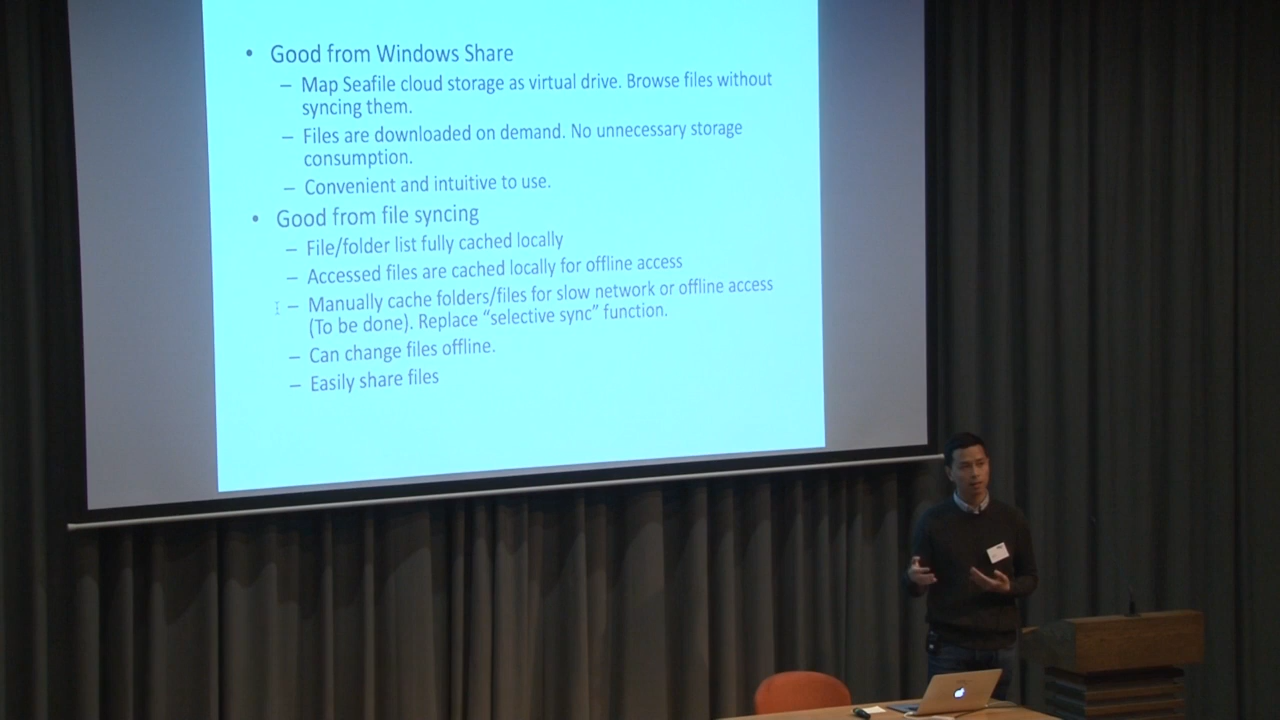 • Good from Windows Share
– Map Seafile cloud storage as virtual drive. Browse files without
syncing them.
– Files are downloaded on demand. No unnecessary storage
consumption.
– Convenient and intuitive to use.
• Good from file syncing
– File/folder list fully cached locally
– Accessed files are cached locally for offline access
– Manually cache folders/files for slow network or offline access
(To be done). Replace “selective sync” function.
– Can change files offline.
– Easily share files